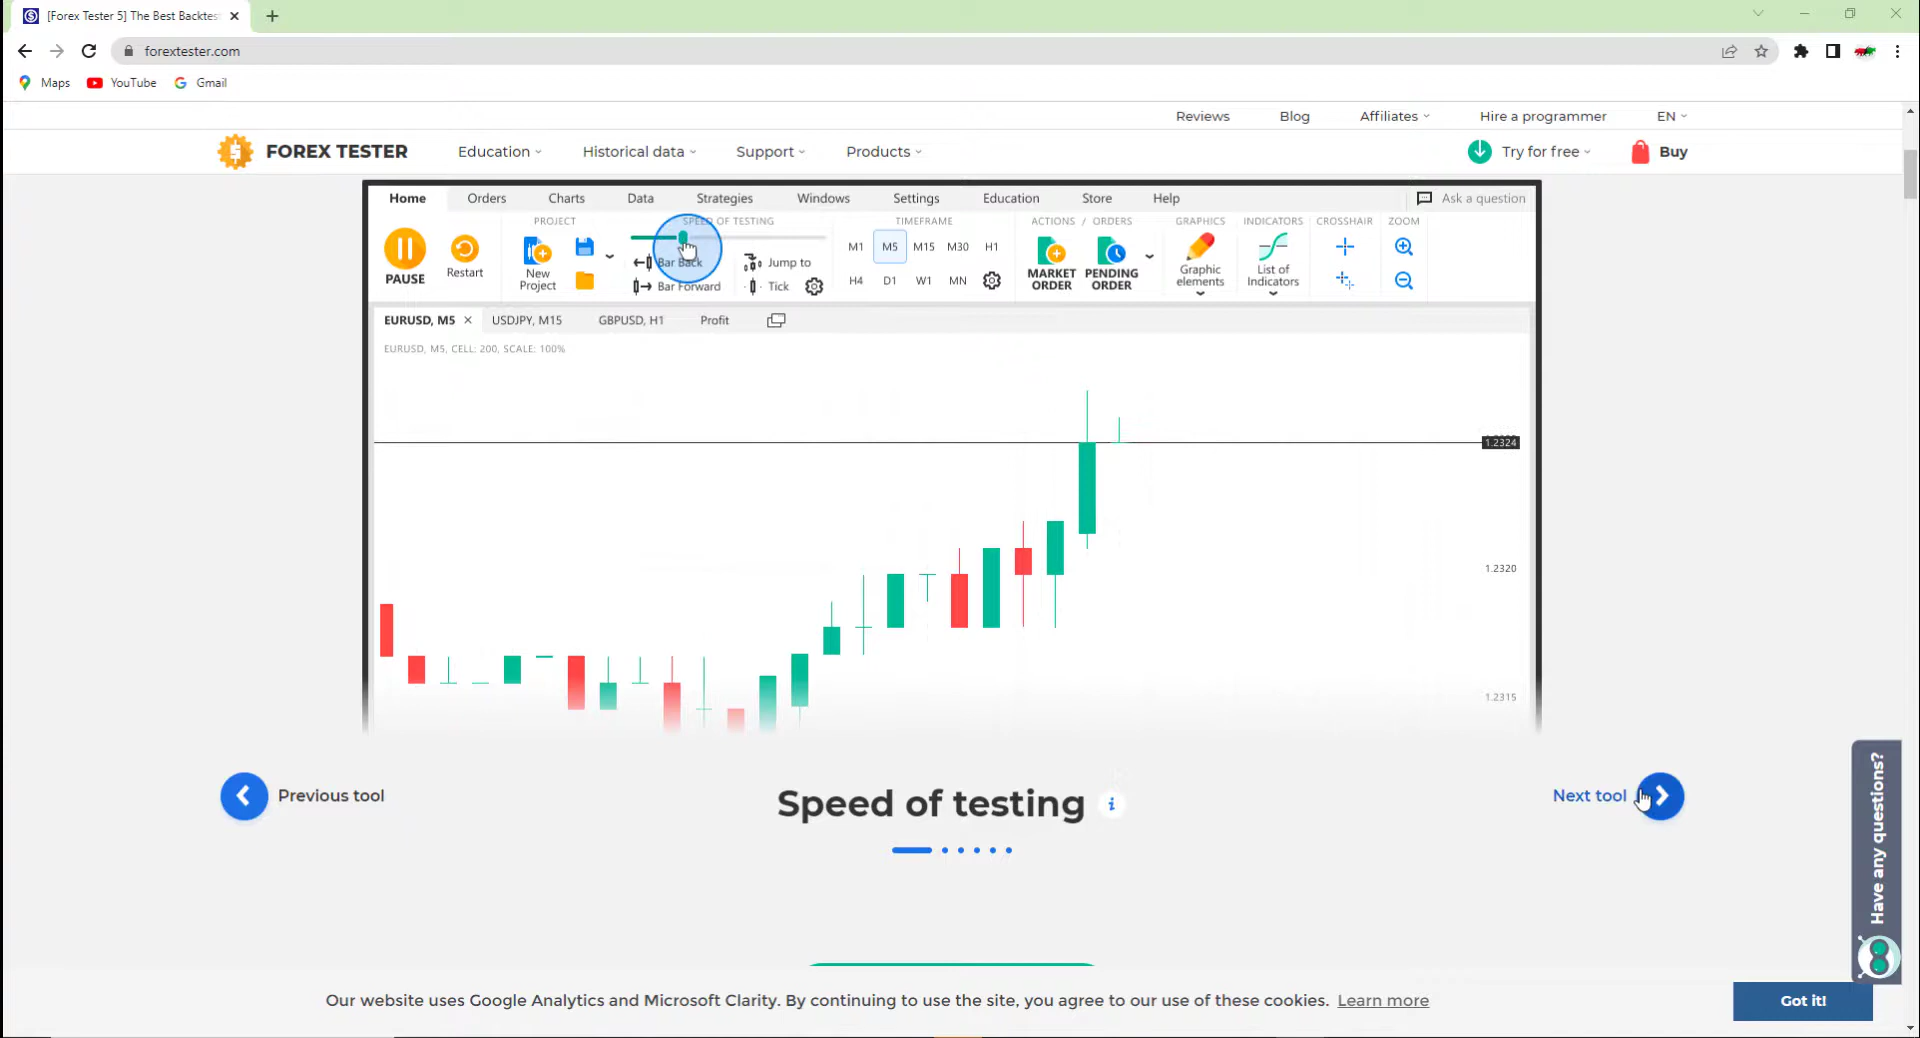 [Forex Tester 5] The Best Backtes
forextester.com
Maps YouTube Gmail
Reviews Blog Affiliates Hire a programmer EN
FOREX TESTER Education Historical data Support Products Try for free Buy
Home Orders Charts Data Strategies Windows Settings Education Store Help Ask a question
PROJECT SPEED OF TESTING TIMEFRAME ACTIONS / ORDERS GRAPHICS INDICATORS CROSSHAIR ZOOM
PAUSE
Restart
New
Project
Bar Back
Bar Forward
Jump to
Tick
M1 M5 M15 M30 H1
H4 D1 W1 MN
MARKET
ORDER
PENDING
ORDER
Graphic
elements
List of
Indicators
EURUSD, M5 USDJPY, M15 GBPUSD, H1 Profit
EURUSD, M5, CELL: 200, SCALE: 100%
1.2324
1.2320
1.2315
Previous tool
Speed of testing
i
Next tool
Have any questions?
Our website uses Google Analytics and Microsoft Clarity. By continuing to use the site, you agree to our use of these cookies. Learn more
Got it!